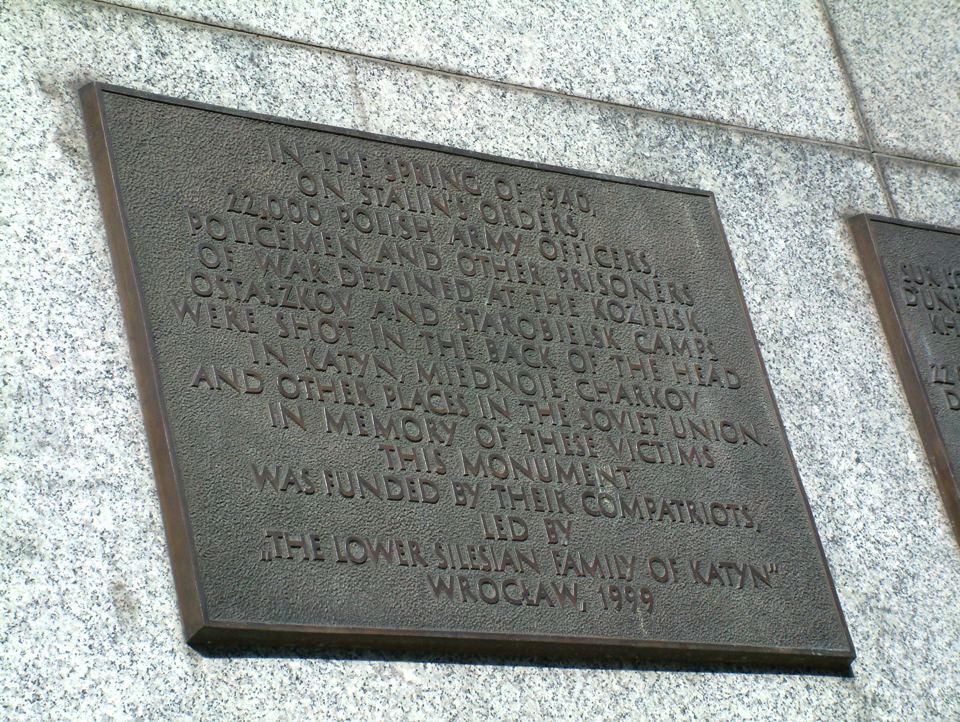 IN THE SPRING OF 1940,
ON STALIN'S ORDERS,
22.000 POLISH ARMY OFFICERS,
POLICEMEN AND OTHER PRISONERS
OF WAR DETAINED AT THE KOZIELSK,
OSTASZKOV AND STAROBIELSK CAMPS
WERE SHOT IN THE BACK OF THE HEAD
IN KATYN, MIEDNOJE, CHARKOV
AND OTHER PLACES IN THE SOVIET UNION.
IN MEMORY OF THESE VICTIMS
THIS MONUMENT
WAS FUNDED BY THEIR COMPATRIOTS,
LED BY
„THE LOWER SILESIAN FAMILY OF KATYN"
WROCŁAW, 1999
SUR
D'UNE